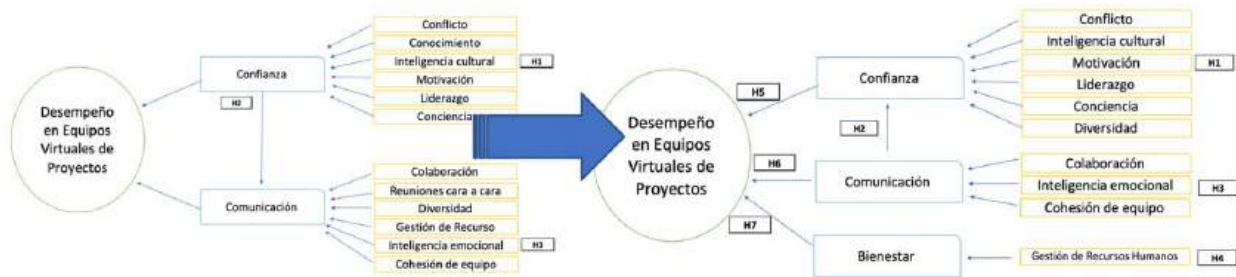 Conflicto
Conocimiento
Inteligencia cultural
H1
Motivación
Liderazgo
Conciencia
Confianza
H2
Desempeño
en Equipos
Virtuales de
Proyectos
Comunicación
Colaboración
Reuniones cara a cara
Diversidad
Gestión de Recurso
Inteligencia emocional
H3
Cohesión de equipo
Conflicto
Inteligencia cultural
Motivación
H1
Liderazgo
Conciencia
Diversidad
Confianza
H5
H2
Desempeño
en Equipos
Virtuales de
Proyectos
H6
Comunicación
Colaboración
Inteligencia emocional
H3
Cohesión de equipo
H7
Bienestar
Gestión de Recursos Humanos
H4